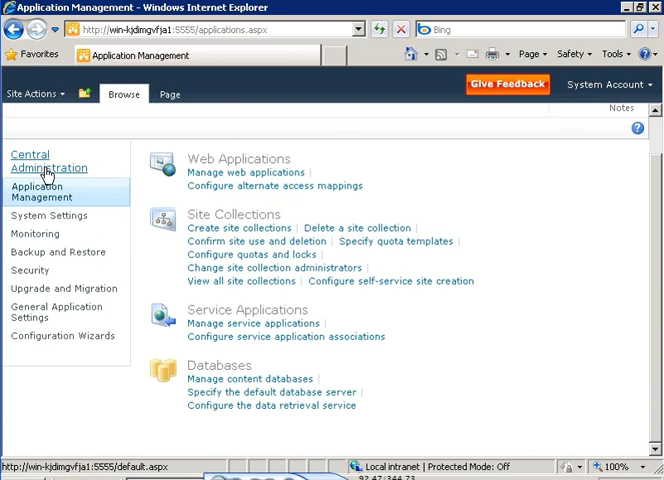 Application Management - Windows Internet Explorer
http://win-kjdimgvfja1:5555/applications.aspx
Bing
Favorites
Application Management
Page
Safety
Tools
Site Actions
Browse
Page
Give Feedback
System Account
Notes
Central Administration
Application Management
System Settings
Monitoring
Backup and Restore
Security
Upgrade and Migration
General Application Settings
Configuration Wizards
Web Applications
Manage web applications
Configure alternate access mappings
Site Collections
Create site collections | Delete a site collection
Confirm site use and deletion | Specify quota templates
Configure quotas and locks
Change site collection administrators
View all site collections | Configure self-service site creation
Service Applications
Manage service applications
Configure service application associations
Databases
Manage content databases
Specify the default database server
Configure the data retrieval service
http://win-kjdimgvfja1:5555/default.aspx
Local intranet | Protected Mode: Off
100%